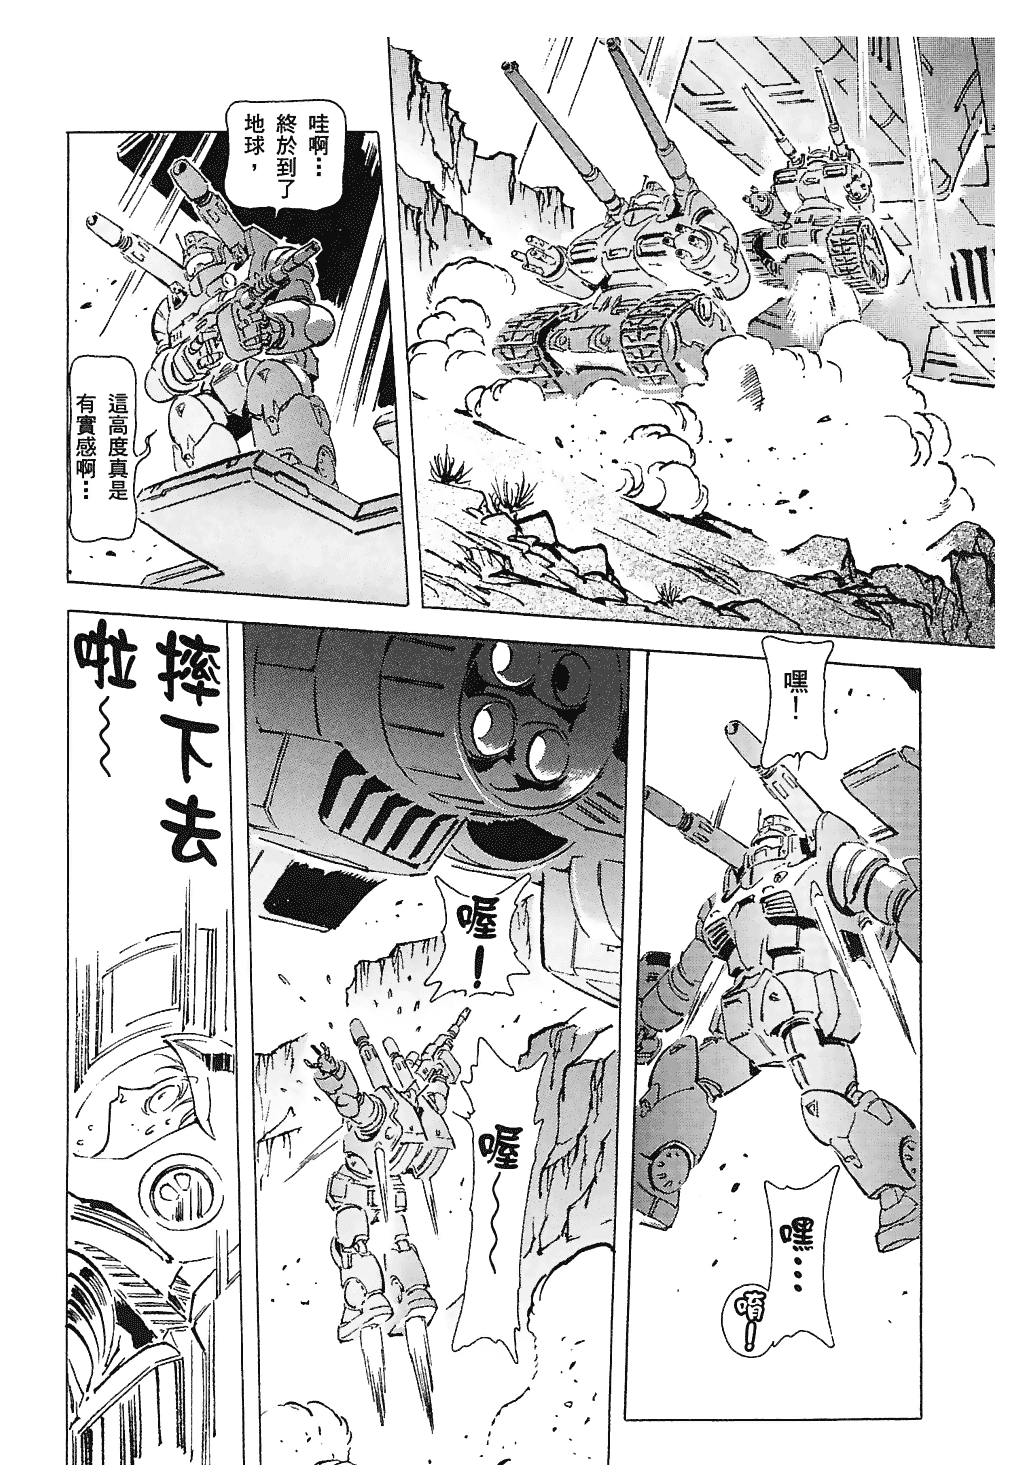 哇啊…
終於到了
地球，
這高度真是
有實感啊…
嘿！
嘿…
唷！
喔！
喔～
摔下去
啦～